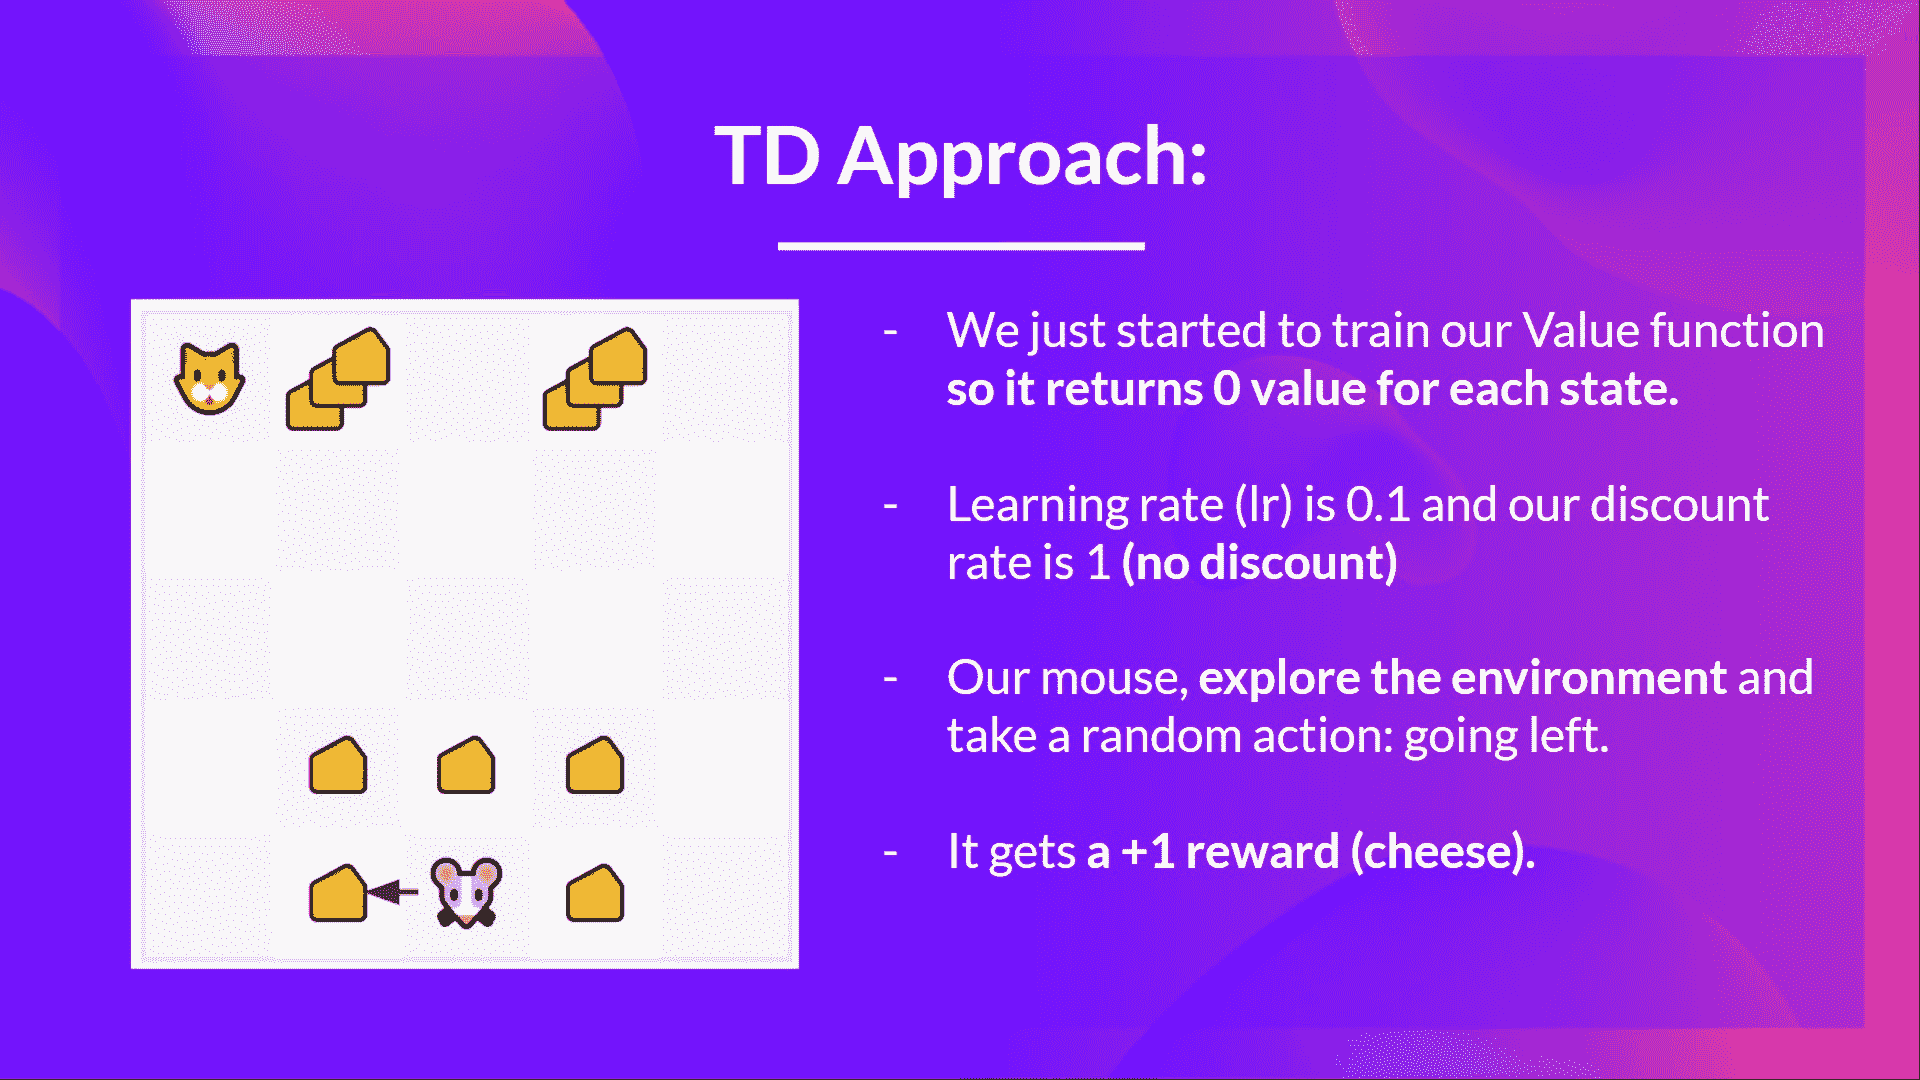 TD Approach:
- We just started to train our Value function
so it returns 0 value for each state.
- Learning rate (lr) is 0.1 and our discount
rate is 1 (no discount)
- Our mouse, explore the environment and
take a random action: going left.
- It gets a +1 reward (cheese).